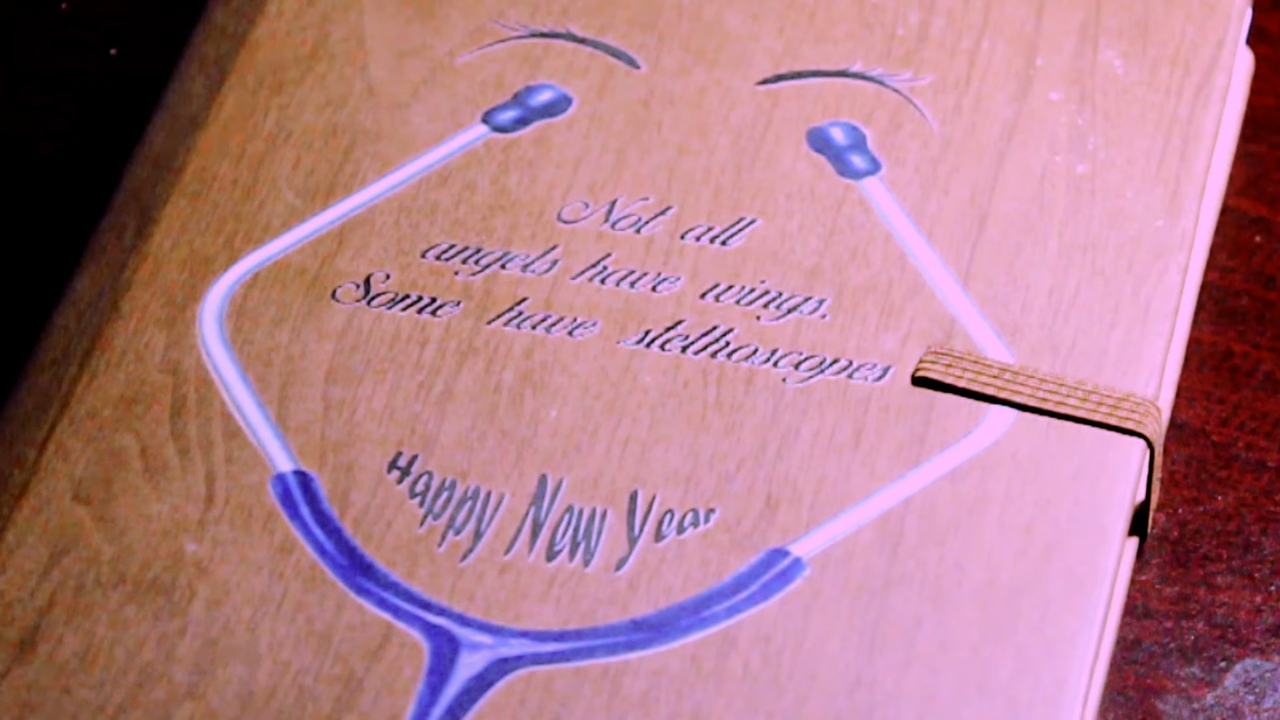 Not all
angels have wings.
Some have stethoscopes
Happy New Year